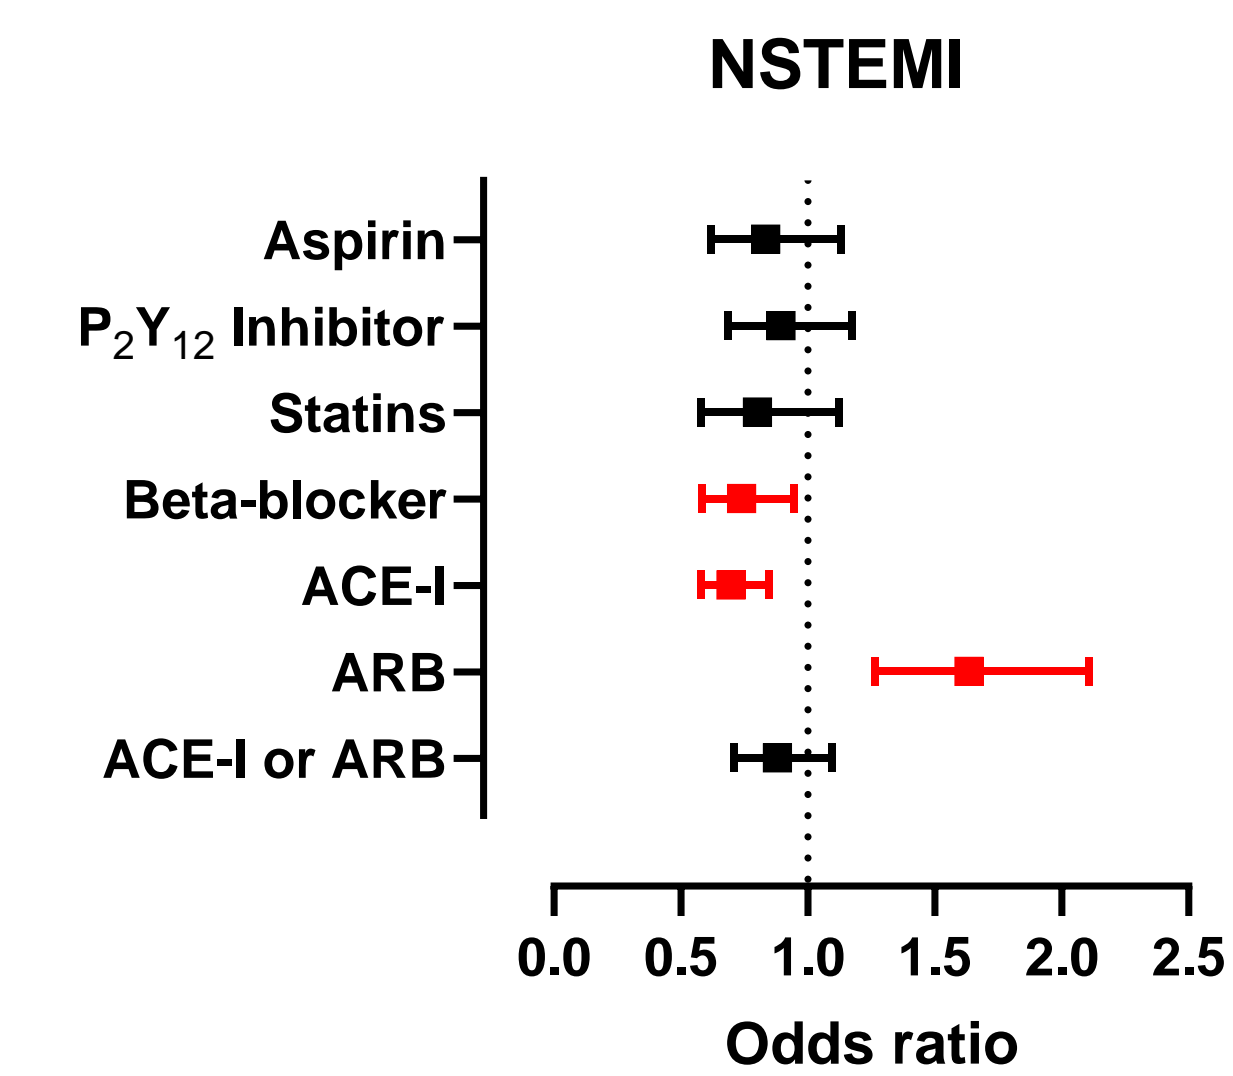 NSTEMI
Aspirin
P₂Y₁₂ Inhibitor
Statins
Beta-blocker
ACE-I
ARB
ACE-I or ARB
0.0 0.5 1.0 1.5 2.0 2.5
Odds ratio